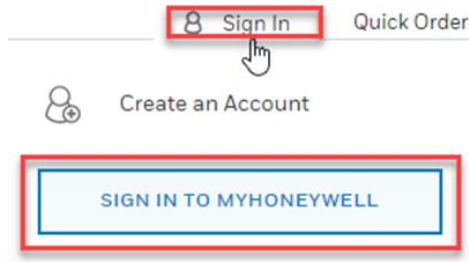 Sign In Quick Order
Create an Account
SIGN IN TO MYHONEYWELL